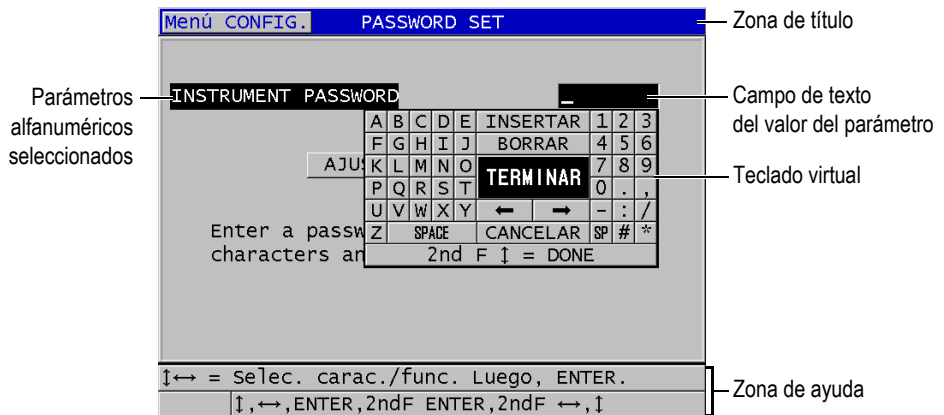 Menú CONFIG. PASSWORD SET
Zona de título
Parámetros
alfanuméricos
seleccionados
INSTRUMENT PASSWORD _
Campo de texto
del valor del parámetro
A B C D E INSERTAR 1 2 3
F G H I J BORRAR 4 5 6
AJU
K L M N O TERMINAR 7 8 9
P Q R S T 0 . ,
Teclado virtual
U V W X Y ← → - : /
Z SPACE CANCELAR SP # *
2nd F ↕ = DONE
Enter a passw
characters an
↕↔ = Selec. carac./func. Luego, ENTER.
↕,↔,ENTER,2ndF ENTER,2ndF ↔,↕
Zona de ayuda